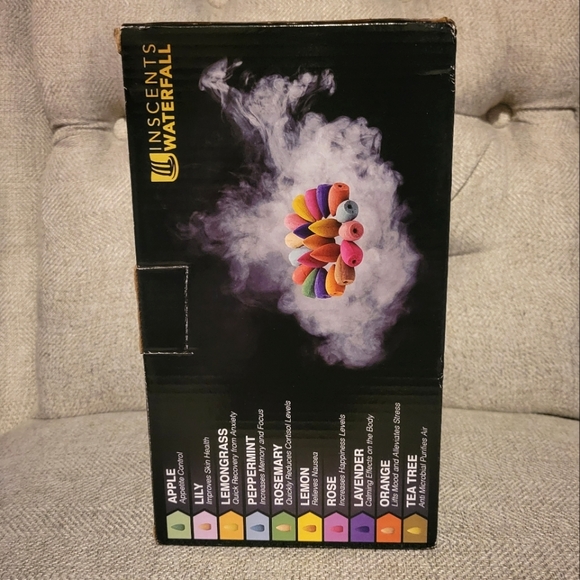 INSCENTS
WATERFALL
APPLE
Appetite Control
LILY
Improves Skin Health
LEMONGRASS
Quick Recovery from Anxiety
PEPPERMINT
Increases Memory and Focus
ROSEMARY
Quickly Reduces Cortisol Levels
LEMON
Relieves Nausea
ROSE
Increases Happiness Levels
LAVENDER
Calming Effects on the Body
ORANGE
Lifts Mood and Alleviates Stress
TEA TREE
Anti Microbial Purifies Air